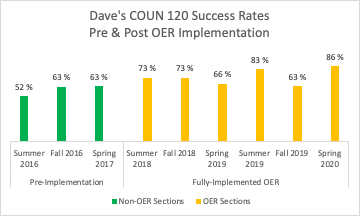 Dave's COUN 120 Success Rates
Pre & Post OER Implementation
52 %
63 %
63 %
73 %
73 %
66 %
83 %
63 %
86 %
Summer 2016
Fall 2016
Spring 2017
Summer 2018
Fall 2018
Spring 2019
Summer 2019
Fall 2019
Spring 2020
Pre-Implementation
Fully-Implemented OER
Non-OER Sections
OER Sections